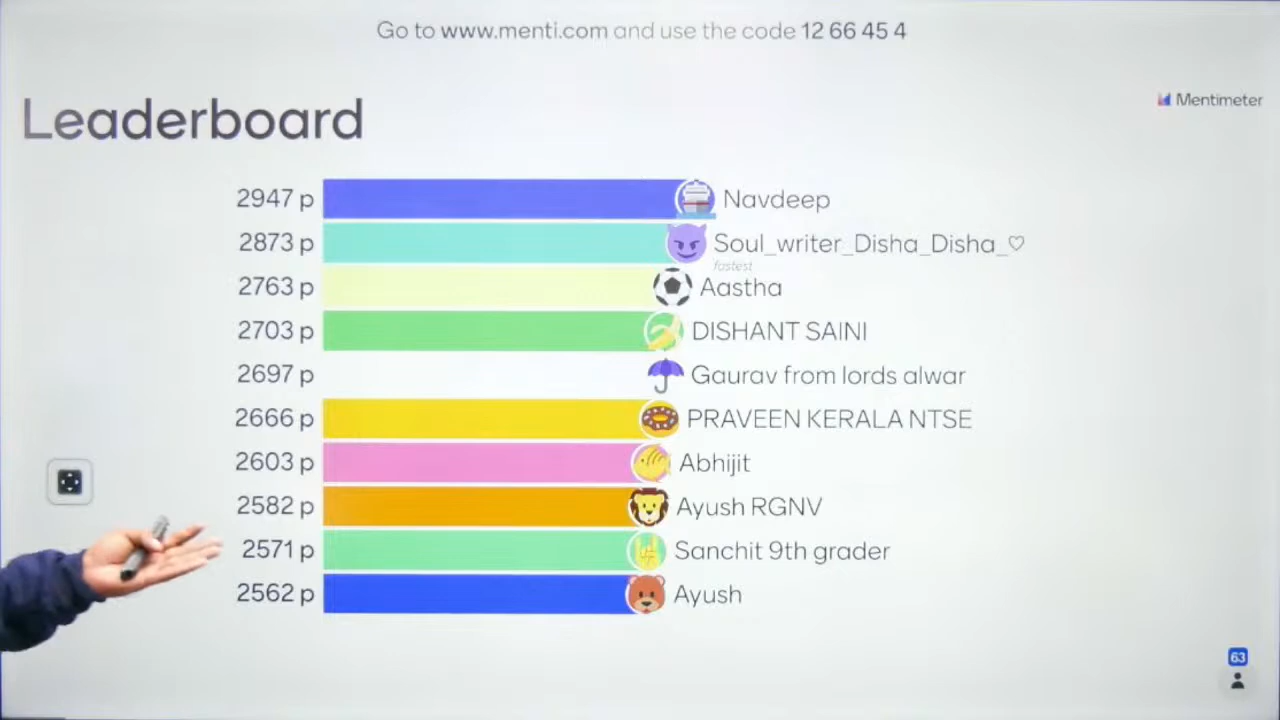 Go to www.menti.com and use the code 12 66 45 4
Mentimeter
Leaderboard
2947 p Navdeep
2873 p Soul_writer_Disha_Disha_♡
fastest
2763 p Aastha
2703 p DISHANT SAINI
2697 p Gaurav from lords alwar
2666 p PRAVEEN KERALA NTSE
2603 p Abhijit
2582 p Ayush RGNV
2571 p Sanchit 9th grader
2562 p Ayush
63